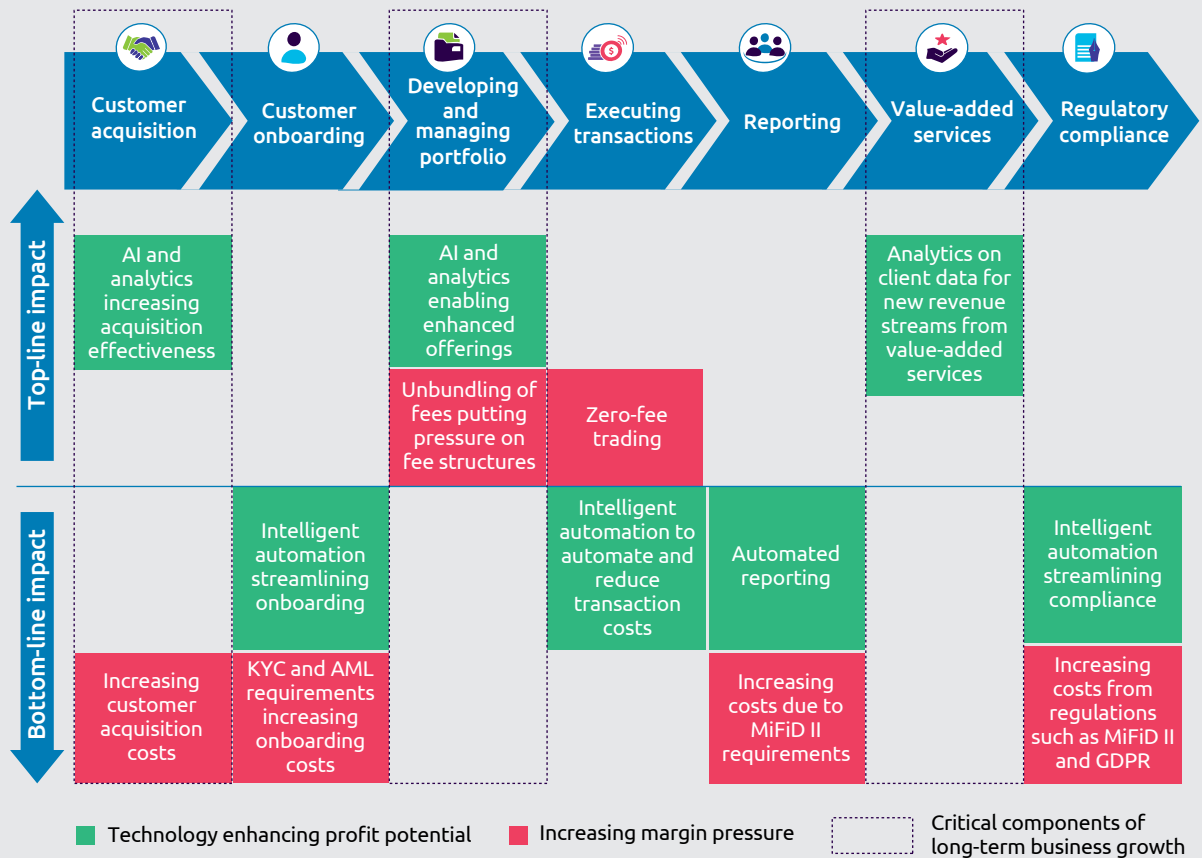 Customer
acquisition
Customer
onboarding
Developing
and
managing
portfolio
Executing
transactions
Reporting
Value-added
services
Regulatory
compliance
Top-line impact
AI and
analytics
increasing
acquisition
effectiveness
AI and
analytics
enabling
enhanced
offerings
Analytics on
client data for
new revenue
streams from
value-added
services
Unbundling of
fees putting
pressure on
fee structures
Zero-fee
trading
Bottom-line impact
Intelligent
automation
streamlining
onboarding
Intelligent
automation to
automate and
reduce
transaction
costs
Automated
reporting
Intelligent
automation
streamlining
compliance
Increasing
customer
acquisition
costs
KYC and AML
requirements
increasing
onboarding
costs
Increasing
costs due to
MiFiD II
requirements
Increasing
costs from
regulations
such as MiFiD II
and GDPR
Technology enhancing profit potential
Increasing margin pressure
Critical components of
long-term business growth